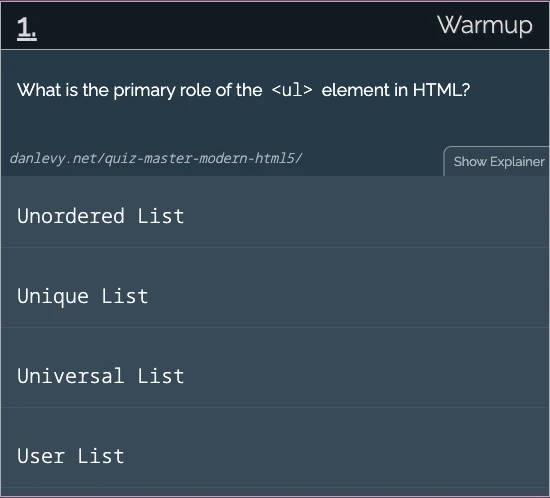 1. Warmup
What is the primary role of the <ul> element in HTML?
danlevy.net/quiz-master-modern-html5/ Show Explainer
Unordered List
Unique List
Universal List
User List